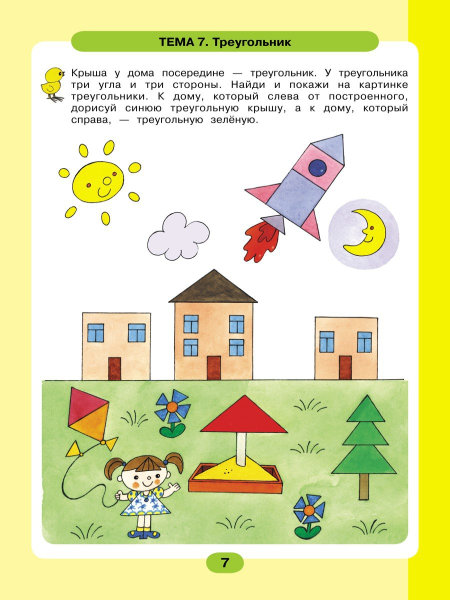 ТЕМА 7. Треугольник
Крыша у дома посередине — треугольник. У треугольника
три угла и три стороны. Найди и покажи на картинке
треугольники. К дому, который слева от построенного,
дорисуй синюю треугольную крышу, а к дому, который
справа, — треугольную зелёную.
7